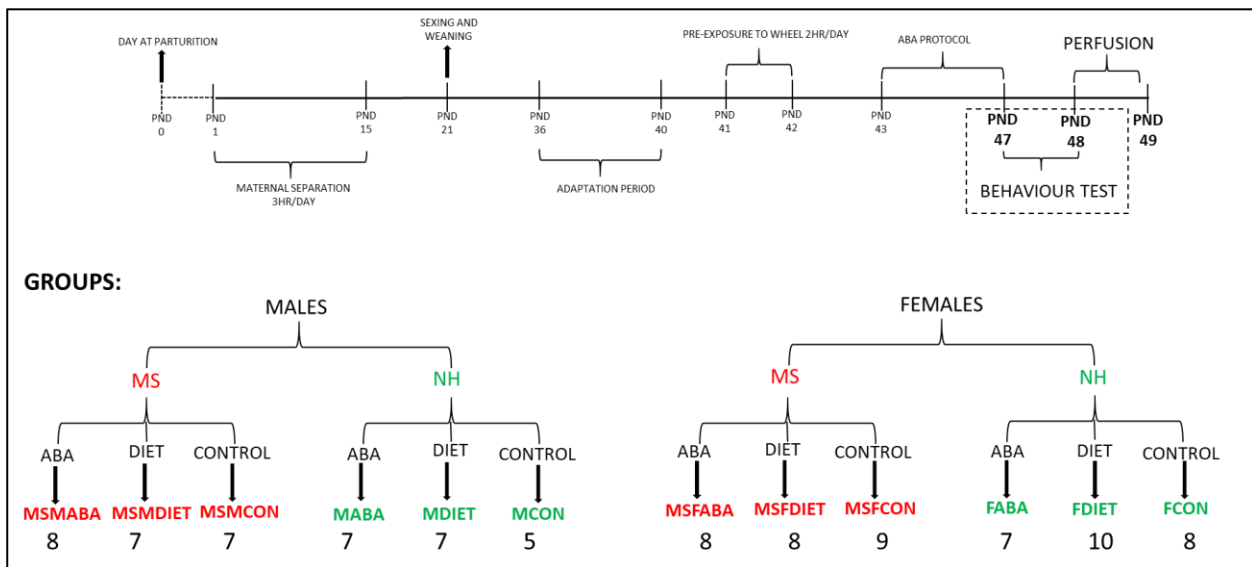 DAY AT PARTURITION
SEXING AND
WEANING
PRE-EXPOSURE TO WHEEL 2HR/DAY
ABA PROTOCOL
PERFUSION
PND
0
PND
1
PND
15
PND
21
PND
36
PND
40
PND
41
PND
42
PND
43
PND
47
PND
48
PND
49
MATERNAL SEPARATION
3HR/DAY
ADAPTATION PERIOD
BEHAVIOUR TEST
GROUPS:
MALES
MS
NH
ABA DIET CONTROL
MSMABA MSMDIET MSMCON
8 7 7
ABA DIET CONTROL
MABA MDIET MCON
7 7 5
FEMALES
MS
NH
ABA DIET CONTROL
MSFABA MSFDIET MSFCON
8 8 9
ABA DIET CONTROL
FABA FDIET FCON
7 10 8